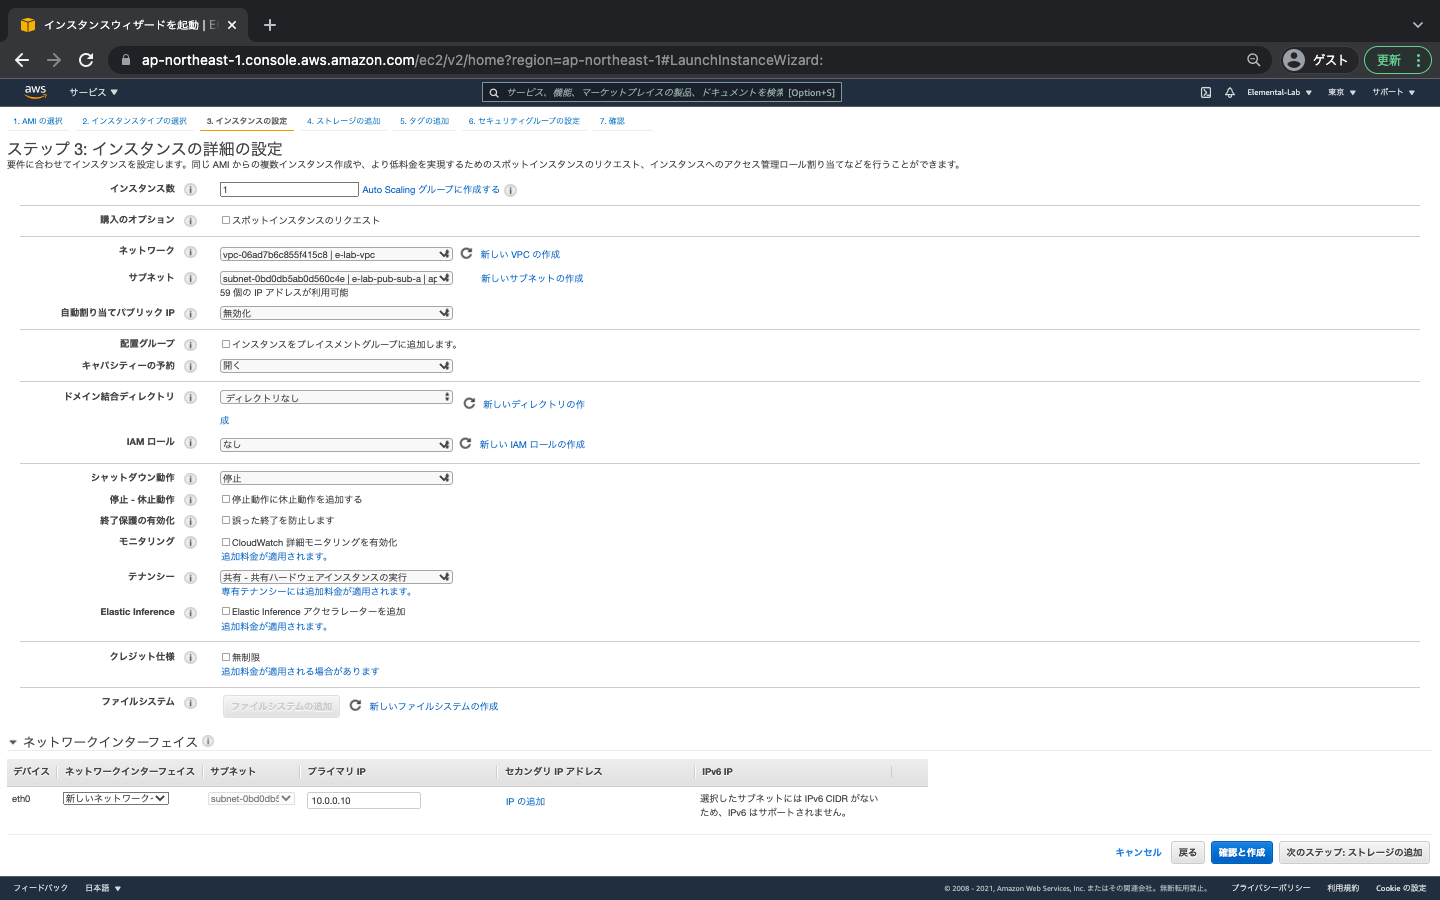 インスタンスウィザードを起動 | E
ap-northeast-1.console.aws.amazon.com/ec2/v2/home?region=ap-northeast-1#LaunchInstanceWizard:
ゲスト
更新
aws
サービス
サービス、機能、マーケットプレイスの製品、ドキュメントを検索 [Option+S]
Elemental-Lab
東京
サポート
1. AMI の選択
2. インスタンスタイプの選択
3. インスタンスの設定
4. ストレージの追加
5. タグの追加
6. セキュリティグループの設定
7. 確認
ステップ 3: インスタンスの詳細の設定
要件に合わせてインスタンスを設定します。同じ AMI からの複数インスタンス作成や、より低料金を実現するためのスポットインスタンスのリクエスト、インスタンスへのアクセス管理ロール割り当てなどを行うことができます。
インスタンス数
1
Auto Scaling グループに作成する
購入のオプション
スポットインスタンスのリクエスト
ネットワーク
vpc-06ad7b6c855f415c8 | e-lab-vpc
新しい VPC の作成
サブネット
subnet-0bd0db5ab0d560c4e | e-lab-pub-sub-a | ap
新しいサブネットの作成
59 個の IP アドレスが利用可能
自動割り当てパブリック IP
無効化
配置グループ
インスタンスをプレイスメントグループに追加します。
キャパシティーの予約
開く
ドメイン結合ディレクトリ
ディレクトリなし
新しいディレクトリの作
成
IAM ロール
なし
新しい IAM ロールの作成
シャットダウン動作
停止
停止 - 休止動作
停止動作に休止動作を追加する
終了保護の有効化
誤った終了を防止します
モニタリング
CloudWatch 詳細モニタリングを有効化
追加料金が適用されます。
テナンシー
共有 - 共有ハードウェアインスタンスの実行
専有テナンシーには追加料金が適用されます。
Elastic Inference
Elastic Inference アクセラレーターを追加
追加料金が適用されます。
クレジット仕様
無制限
追加料金が適用される場合があります
ファイルシステム
ファイルシステムの追加
新しいファイルシステムの作成
ネットワークインターフェイス
デバイス
ネットワークインターフェイス
サブネット
プライマリ IP
セカンダリ IP アドレス
IPv6 IP
eth0
新しいネットワーク-
subnet-0bd0db5
10.0.0.10
IP の追加
選択したサブネットには IPv6 CIDR がない
ため、IPv6 はサポートされません。
キャンセル
戻る
確認と作成
次のステップ: ストレージの追加
フィードバック
日本語
© 2008 - 2021, Amazon Web Services, Inc. またはその関連会社。無断転用禁止。
プライバシーポリシー
利用規約
Cookie の設定